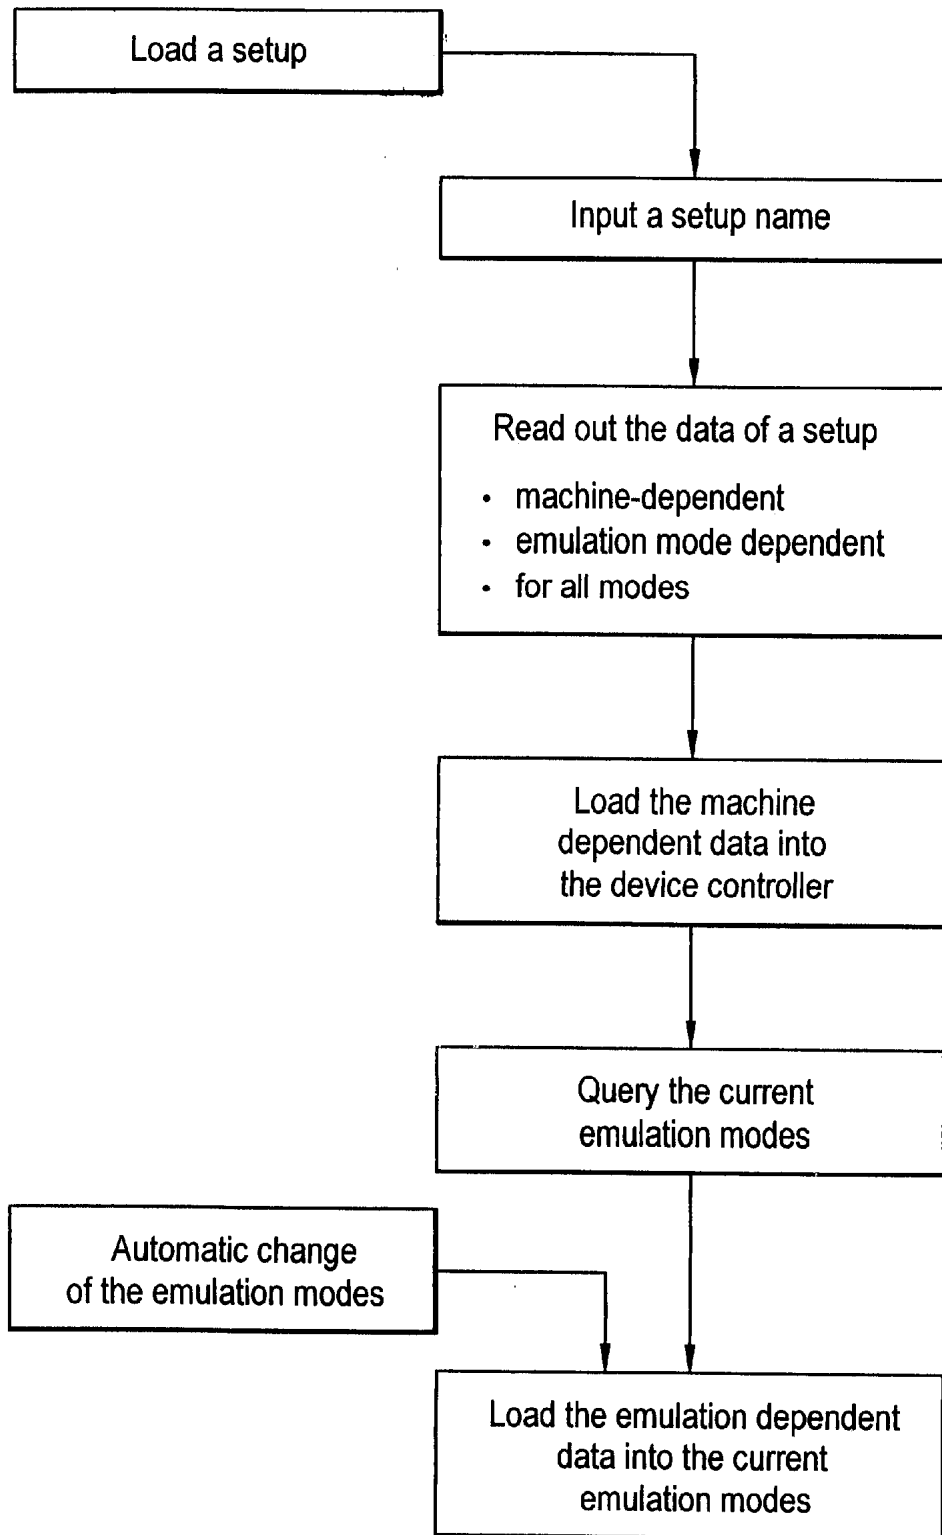 Load a setup
Input a setup name
Read out the data of a setup
• machine-dependent
• emulation mode dependent
• for all modes
Load the machine
dependent data into
the device controller
Query the current
emulation modes
Automatic change
of the emulation modes
Load the emulation dependent
data into the current
emulation modes